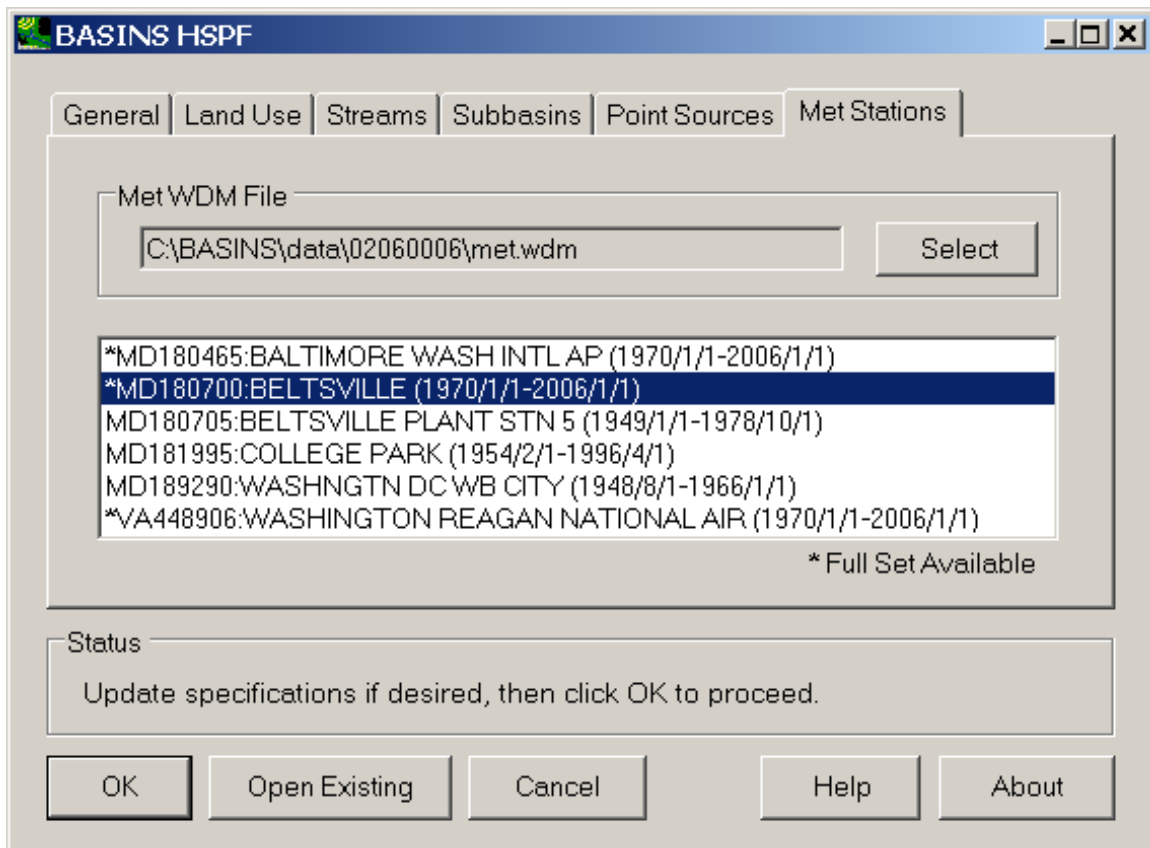 BASINS HSPF
General Land Use Streams Subbasins Point Sources Met Stations
Met WDM File
C:\BASINS\data\02060006\met.wdm Select
*MD180465:BALTIMORE WASH INTL AP (1970/1/1-2006/1/1)
*MD180700:BELTSVILLE (1970/1/1-2006/1/1)
MD180705:BELTSVILLE PLANT STN 5 (1949/1/1-1978/10/1)
MD181995:COLLEGE PARK (1954/2/1-1996/4/1)
MD189290:WASHNGTN DC WB CITY (1948/8/1-1966/1/1)
*VA448906:WASHINGTON REAGAN NATIONAL AIR (1970/1/1-2006/1/1)
* Full Set Available
Status
Update specifications if desired, then click OK to proceed.
OK Open Existing Cancel Help About